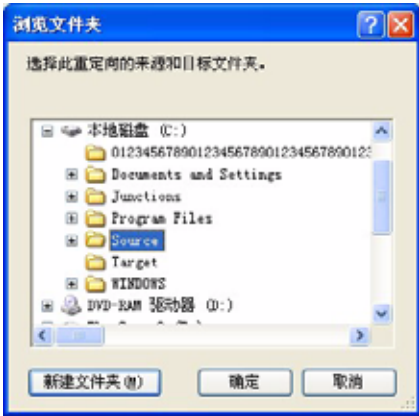 浏览文件夹
选择此重定向的来源和目标文件夹。
本地磁盘 (C:)
0123456789012345678901234567890123
Documents and Settings
Junctions
Program Files
Source
Target
WINDOWS
DVD-RAM 驱动器 (D:)
新建文件夹(M) 确定 取消